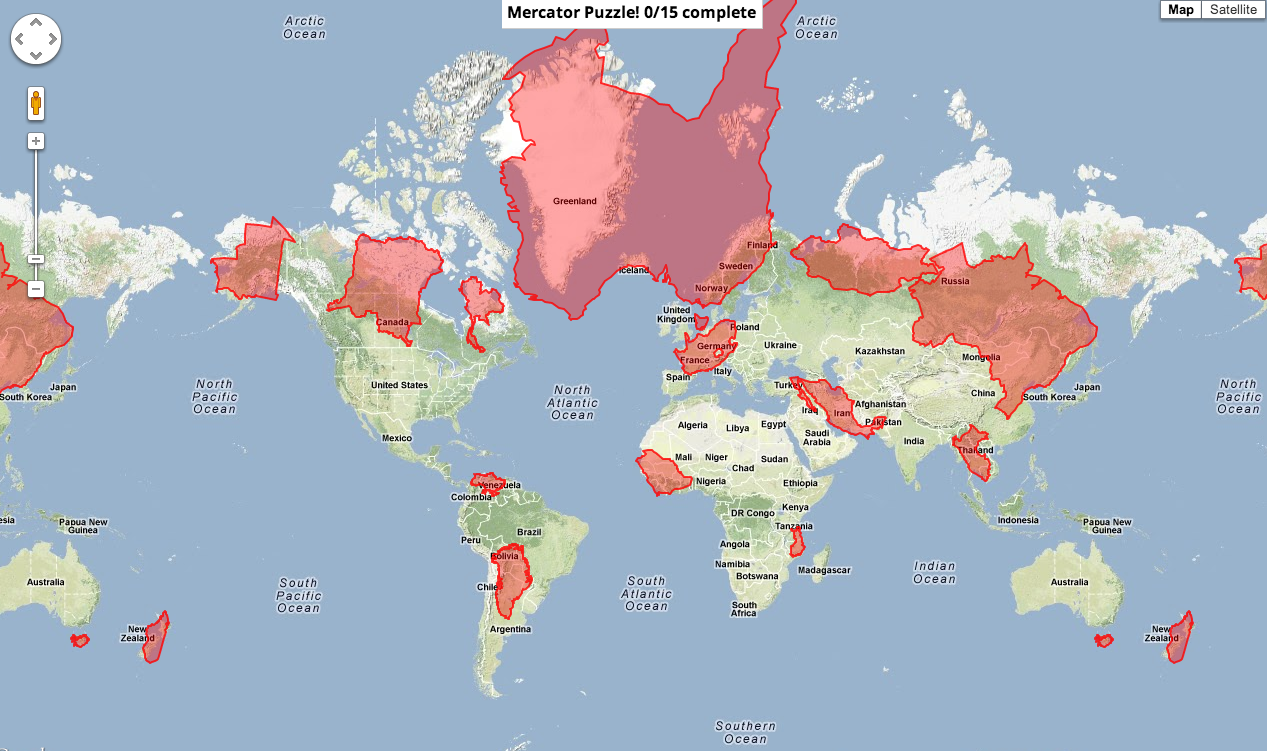 Mercator Puzzle! 0/15 complete
Map
Satellite
Arctic
Ocean
Arctic
Ocean
Greenland
Iceland
Finland
Sweden
Norway
Russia
Canada
United
Kingdom
Poland
Germany
Ukraine
France
Kazakhstan
Mongolia
Spain
Italy
Turkey
United States
Japan
South Korea
North
Pacific
Ocean
North
Atlantic
Ocean
China
Japan
South Korea
North
Pacific
Ocean
Iraq
Iran
Afghanistan
Pakistan
Algeria
Libya
Egypt
Saudi
Arabia
India
Mexico
Thailand
Mali
Niger
Chad
Sudan
Nigeria
Ethiopia
Venezuela
Colombia
Kenya
DR Congo
Tanzania
esia
Papua New
Guinea
Peru
Brazil
Indonesia
Papua New
Guinea
Angola
Bolivia
Namibia
Botswana
Madagascar
Australia
South
Pacific
Ocean
Chile
South
Atlantic
Ocean
Indian
Ocean
Australia
South
Africa
New
Zealand
Argentina
New
Zealand
Southern
Ocean